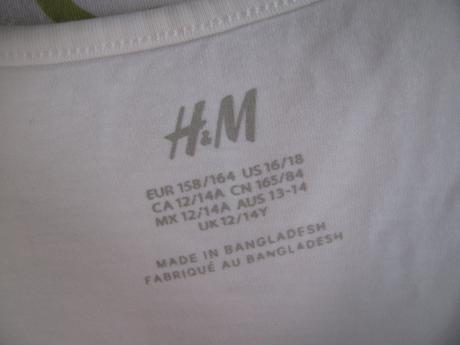 H&M
EUR 158/164 US 16/18
CA 12/14A CN 165/84
MX 12/14A AUS 13-14
UK 12/14Y
MADE IN BANGLADESH
FABRIQUÉ AU BANGLADESH